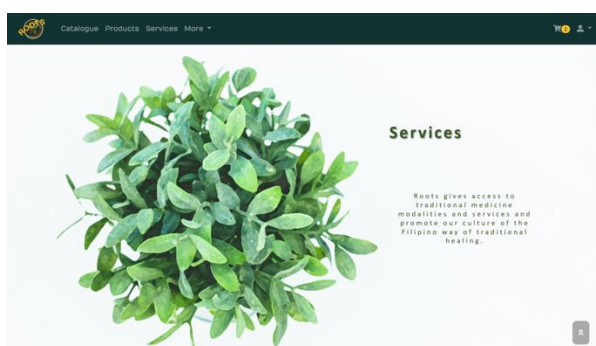 ROOTS
Catalogue Products Services More
Services
Roots gives access to
traditional medicine
modalities and services and
promote our culture of the
Filipino way of traditional
healing.